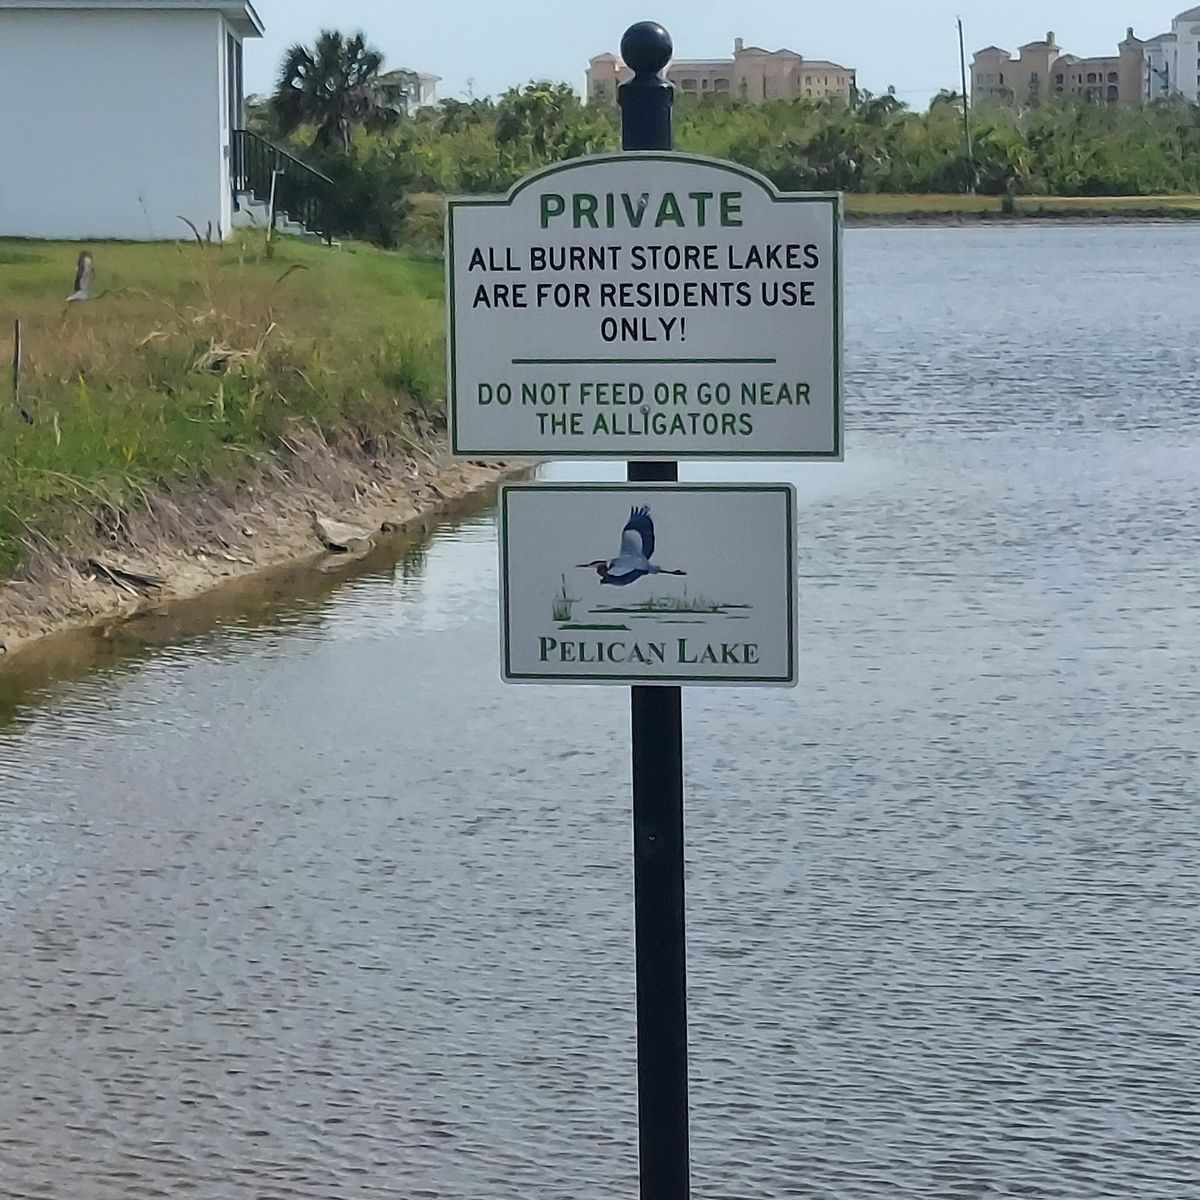 PRIVATE
ALL BURNT STORE LAKES
ARE FOR RESIDENTS USE
ONLY!
DO NOT FEED OR GO NEAR
THE ALLIGATORS
PELICAN LAKE